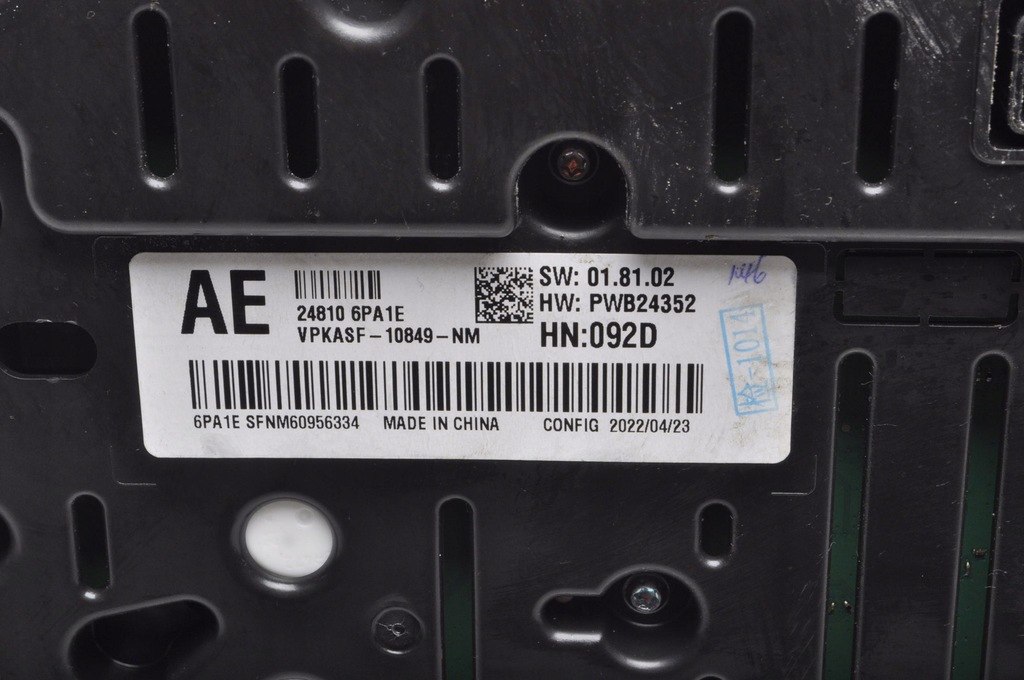 AE
24810 6PA1E
VPKASF-10849-NM
SW: 01.81.02
HW: PWB24352
HN:092D
6PA1E SFNM60956334 MADE IN CHINA CONFIG 2022/04/23